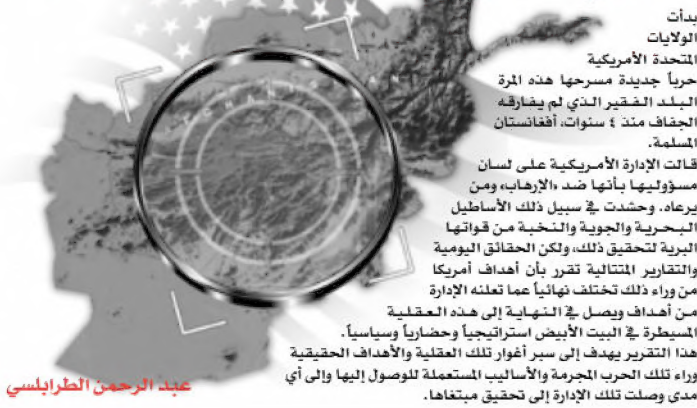 بدأت
الولايات
المتحدة الأمريكية
حرباً جديدة مسرحها هذه المرة
البلد الفقير الذي لم يفارقه
الجفاف منذ ٤ سنوات، أفغانستان
المسلمة.
قالت الإدارة الأمريكية على لسان
مسؤوليها بأنها ضد «الإرهاب» ومن
يرعاه. وحشدت في سبيل ذلك الأساطيل
البحرية والجوية والنخبة من قواتها
البرية لتحقيق ذلك، ولكن الحقائق اليومية
والتقارير المتتالية تقرر بأن أهداف أمريكا
من وراء ذلك تختلف نهائياً عما تعلنه الإدارة
من أهداف ويصل في النهاية إلى هذه العقلية
المسيطرة في البيت الأبيض استراتيجياً وحضارياً وسياسياً.
هذا التقرير يهدف إلى سبر أغوار تلك العقلية والأهداف الحقيقية
وراء تلك الحرب المجرمة والأساليب المستعملة للوصول إليها وإلى أي
مدى وصلت تلك الإدارة إلى تحقيق مبتغاها.
عبد الرحمن الطرابلسي